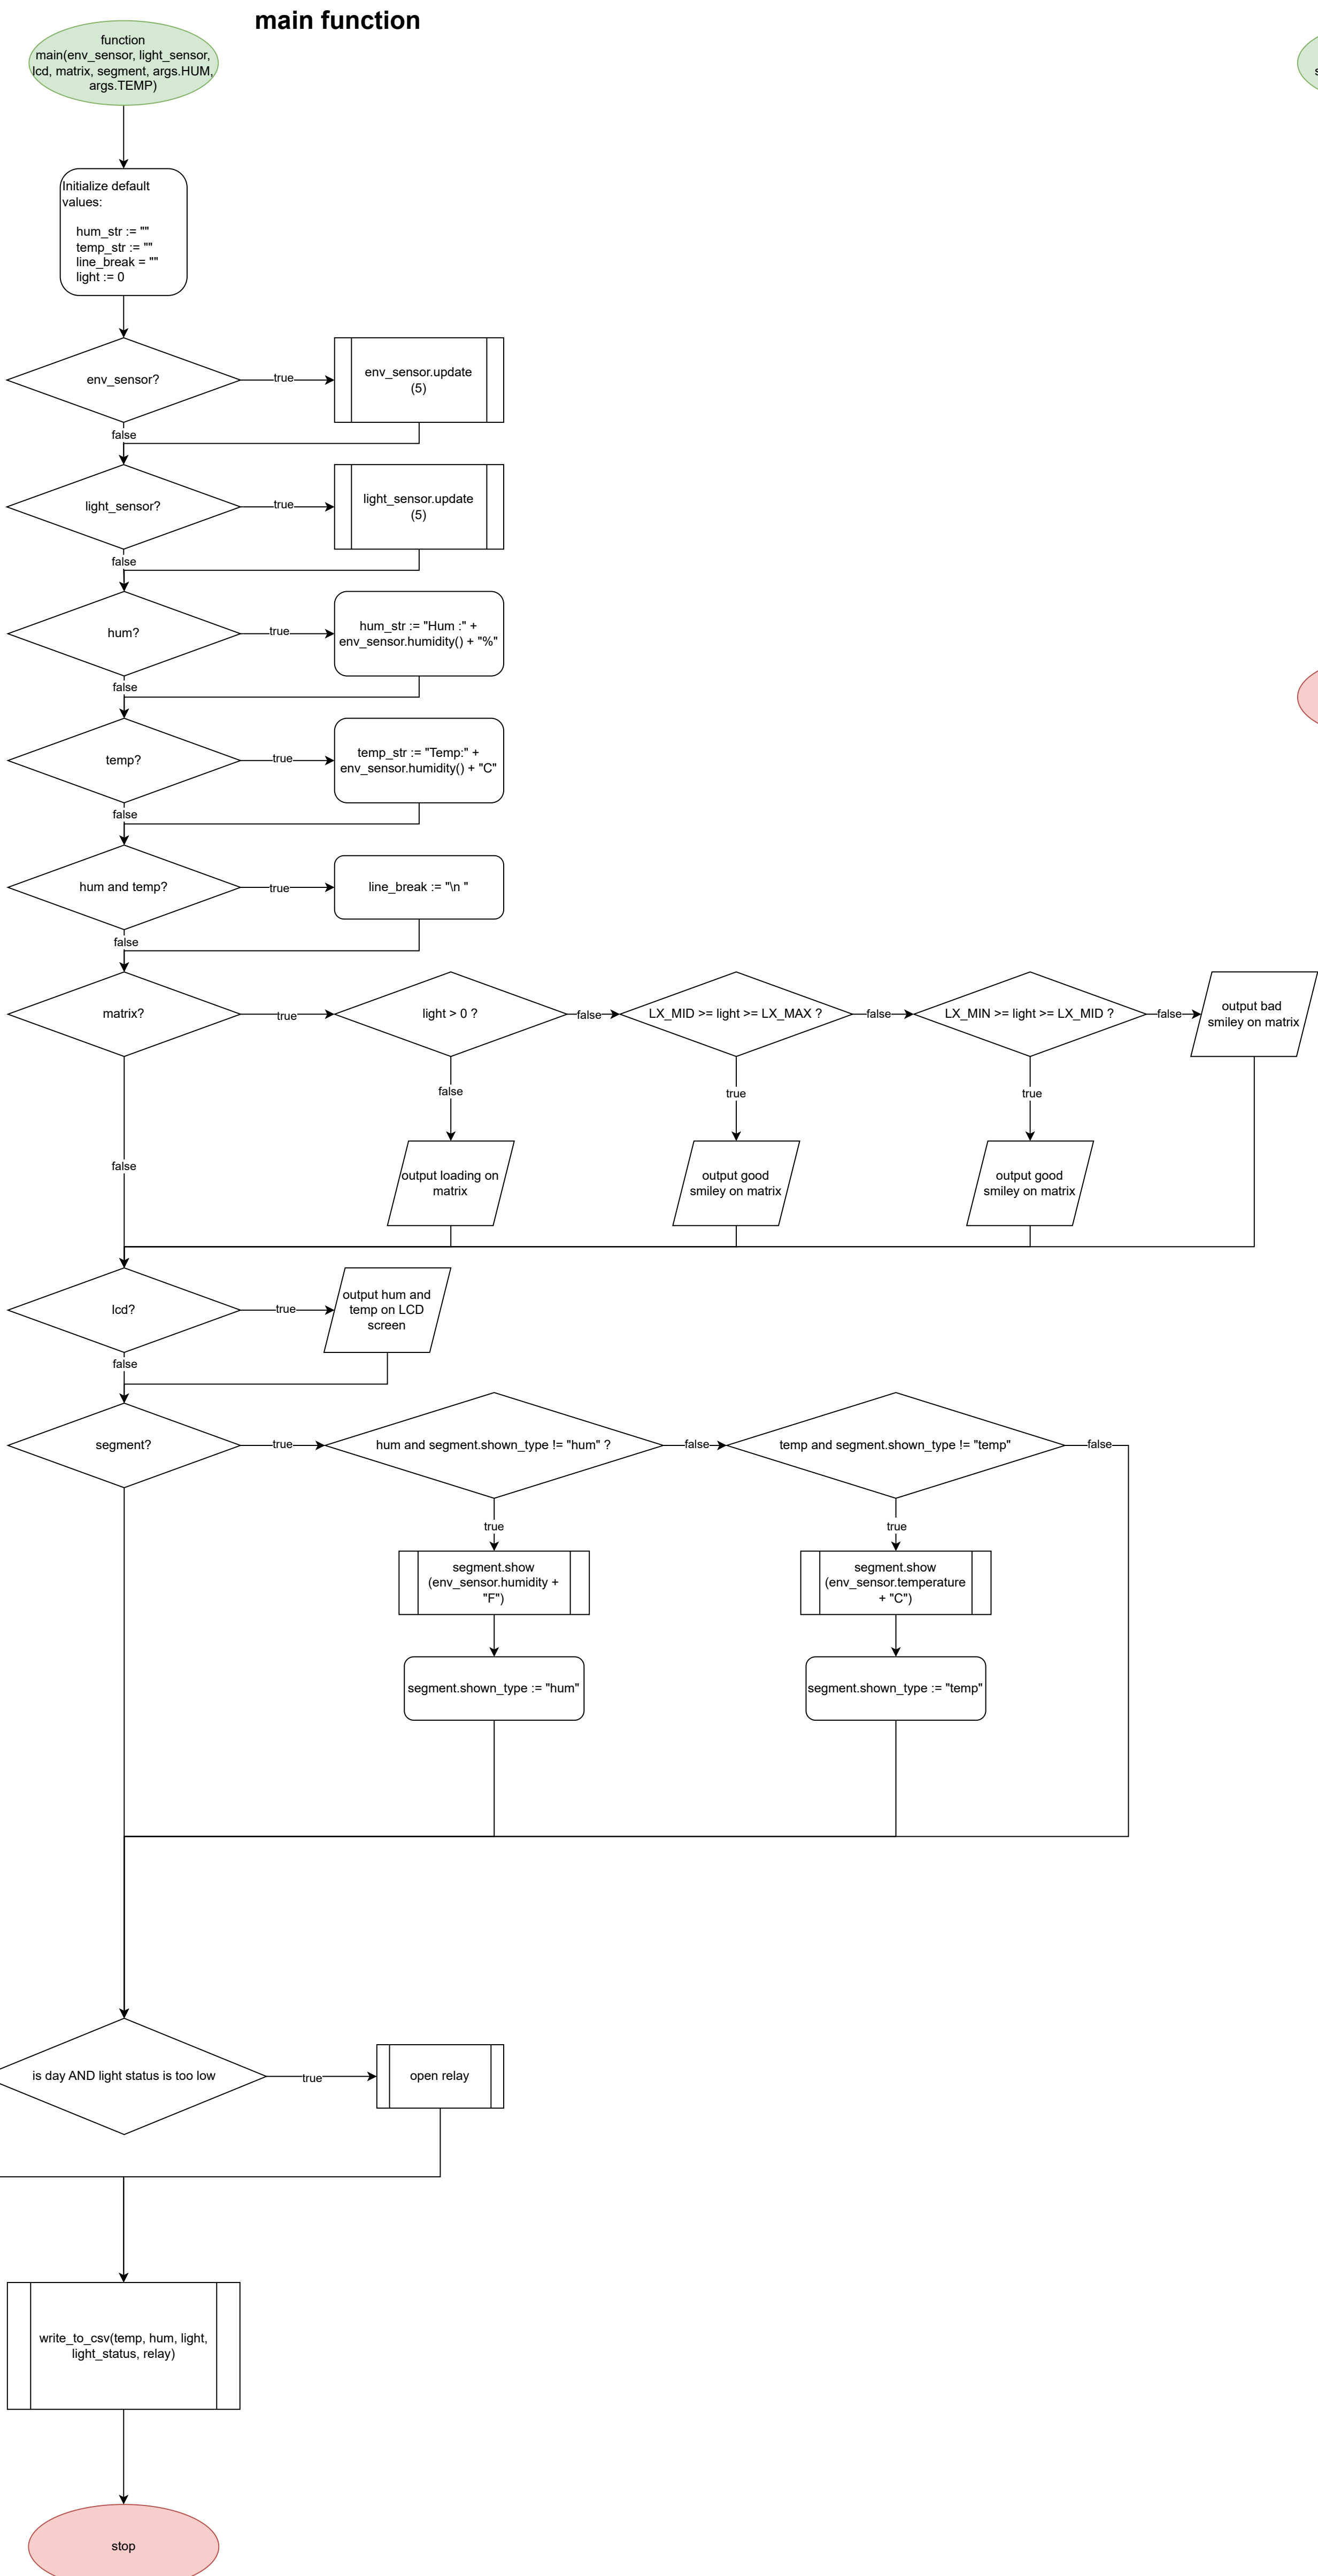 main function
function
main(env_sensor, light_sensor,
lcd, matrix, segment, args.HUM,
args.TEMP)
s
Initialize default
values:
hum_str := ""
temp_str := ""
line_break = ""
light := 0
env_sensor?
true
env_sensor.update
(5)
false
light_sensor?
true
light_sensor.update
(5)
false
hum?
true
hum_str := "Hum :" +
env_sensor.humidity() + "%"
false
temp?
true
temp_str := "Temp:" +
env_sensor.humidity() + "C"
false
hum and temp?
true
line_break := "\n "
false
matrix?
true
light > 0 ?
false
LX_MID >= light >= LX_MAX ?
false
LX_MIN >= light >= LX_MID ?
false
output bad
smiley on matrix
false
true
true
false
output loading on
matrix
output good
smiley on matrix
output good
smiley on matrix
lcd?
true
output hum and
temp on LCD
screen
false
segment?
true
hum and segment.shown_type != "hum" ?
false
temp and segment.shown_type != "temp"
false
true
true
segment.show
(env_sensor.humidity +
"F")
segment.show
(env_sensor.temperature
+ "C")
segment.shown_type := "hum"
segment.shown_type := "temp"
is day AND light status is too low
true
open relay
write_to_csv(temp, hum, light,
light_status, relay)
stop